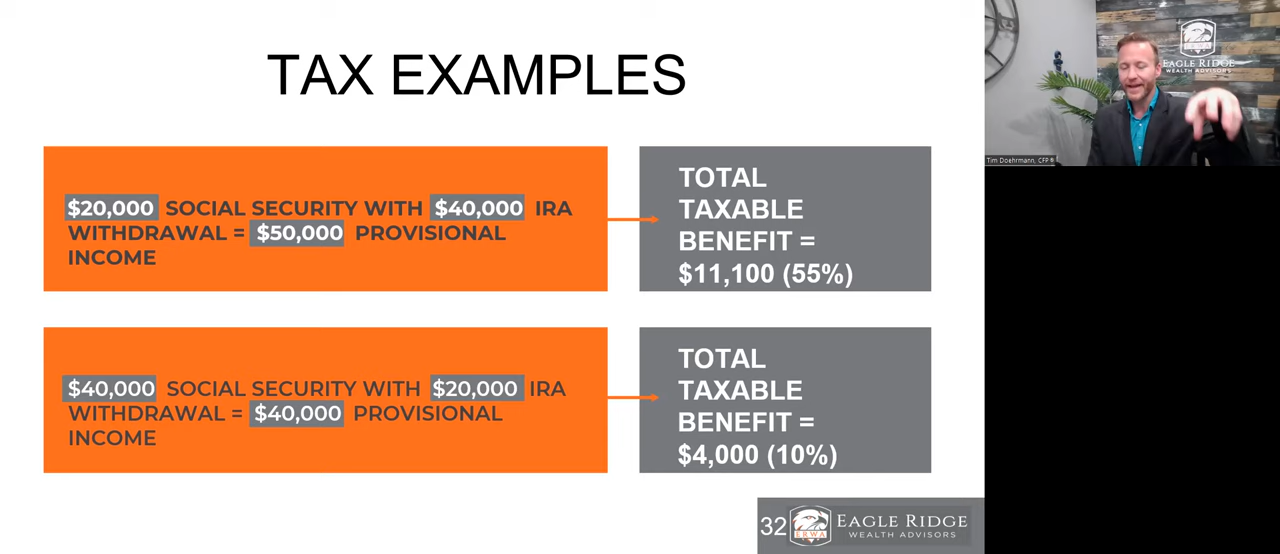 TAX EXAMPLES
$20,000 SOCIAL SECURITY WITH $40,000 IRA
WITHDRAWAL = $50,000 PROVISIONAL
INCOME
TOTAL
TAXABLE
BENEFIT =
$11,100 (55%)
$40,000 SOCIAL SECURITY WITH $20,000 IRA
WITHDRAWAL = $40,000 PROVISIONAL
INCOME
TOTAL
TAXABLE
BENEFIT =
$4,000 (10%)
32
ERWA
EAGLE RIDGE
WEALTH ADVISORS
ERWA
EAGLE RIDGE
WEALTH ADVISORS
Tim Doehrmann, CFP®